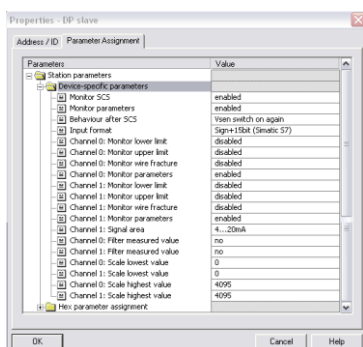 Properties - DP slave
Address / ID Parameter Assignment
Parameters Value
Station parameters
Device-specific parameters
Monitor SCS enabled
Monitor parameters enabled
Behaviour after SCS Vsen switch on again
Input format Sign+15bit (Simatic S7)
Channel 0: Monitor lower limit disabled
Channel 0: Monitor upper limit disabled
Channel 0: Monitor wire fracture disabled
Channel 0: Monitor parameters enabled
Channel 1: Monitor lower limit disabled
Channel 1: Monitor upper limit disabled
Channel 1: Monitor wire fracture disabled
Channel 1: Monitor parameters enabled
Channel 1: Signal area 4...20mA
Channel 0: Filter measured value no
Channel 1: Filter measured value no
Channel 0: Scale lowest value 0
Channel 1: Scale lowest value 0
Channel 0: Scale highest value 4095
Channel 1: Scale highest value 4095
Hex parameter assignment
OK Cancel Help